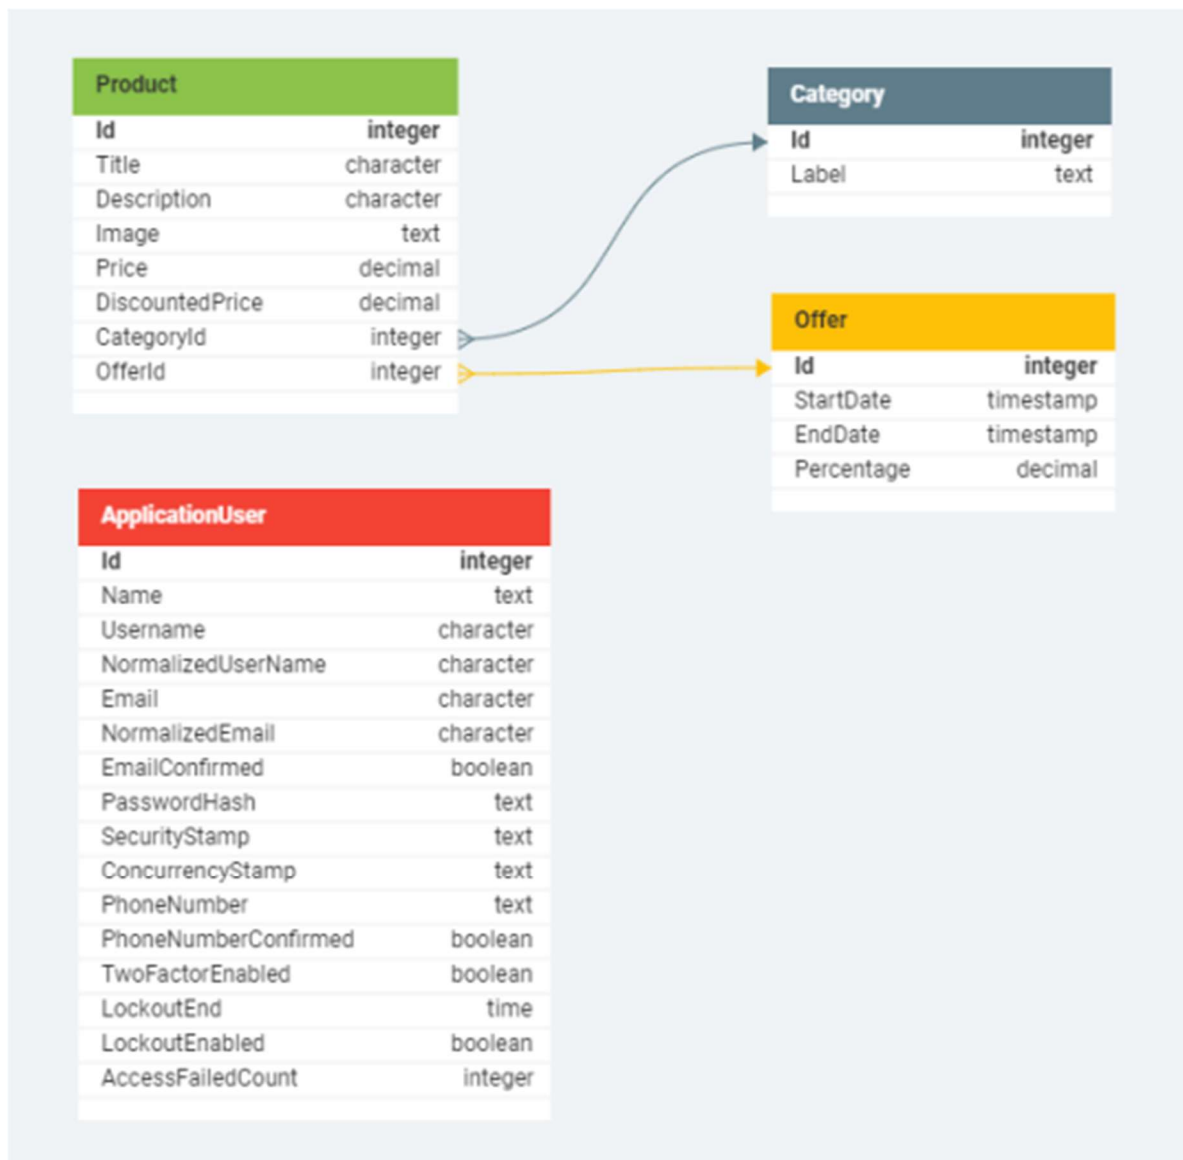 Product
Id integer
Title character
Description character
Image text
Price decimal
DiscountedPrice decimal
CategoryId integer
OfferId integer
Category
Id integer
Label text
Offer
Id integer
StartDate timestamp
EndDate timestamp
Percentage decimal
ApplicationUser
Id integer
Name text
Username character
NormalizedUserName character
Email character
NormalizedEmail character
EmailConfirmed boolean
PasswordHash text
SecurityStamp text
ConcurrencyStamp text
PhoneNumber text
PhoneNumberConfirmed boolean
TwoFactorEnabled boolean
LockoutEnd time
LockoutEnabled boolean
AccessFailedCount integer